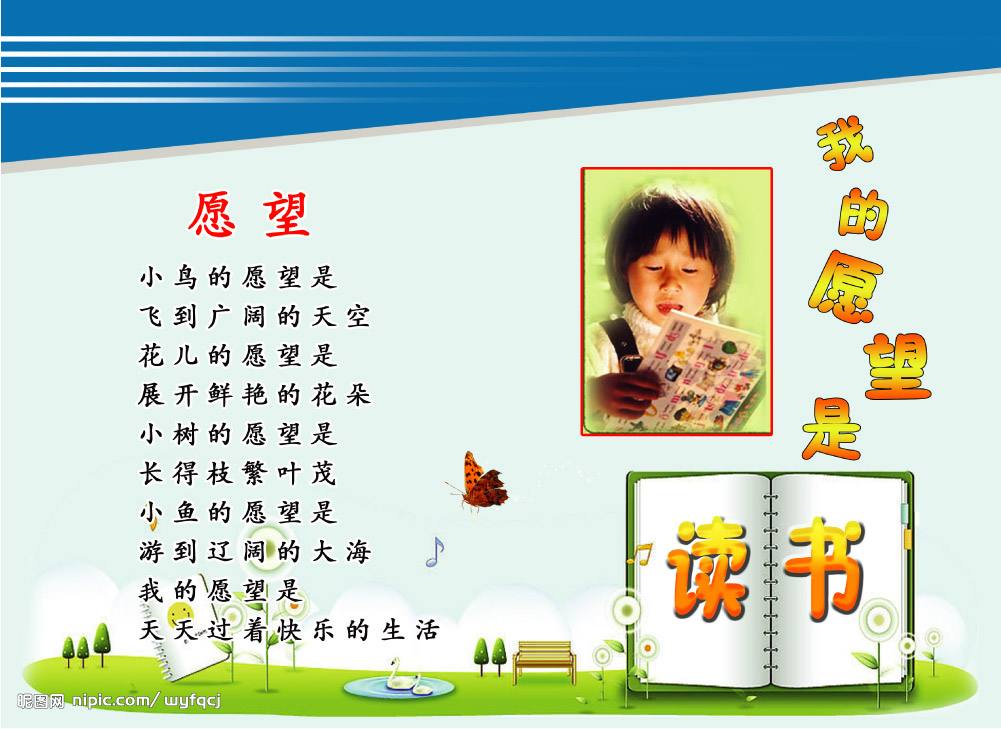 愿望
小鸟的愿望是
飞到广阔的天空
花儿的愿望是
展开鲜艳的花朵
小树的愿望是
长得枝繁叶茂
小鱼的愿望是
游到辽阔的大海
我的愿望是
天天过着快乐的生活
我的愿望是
读书
昵图网 nipic.com/wyfqcj